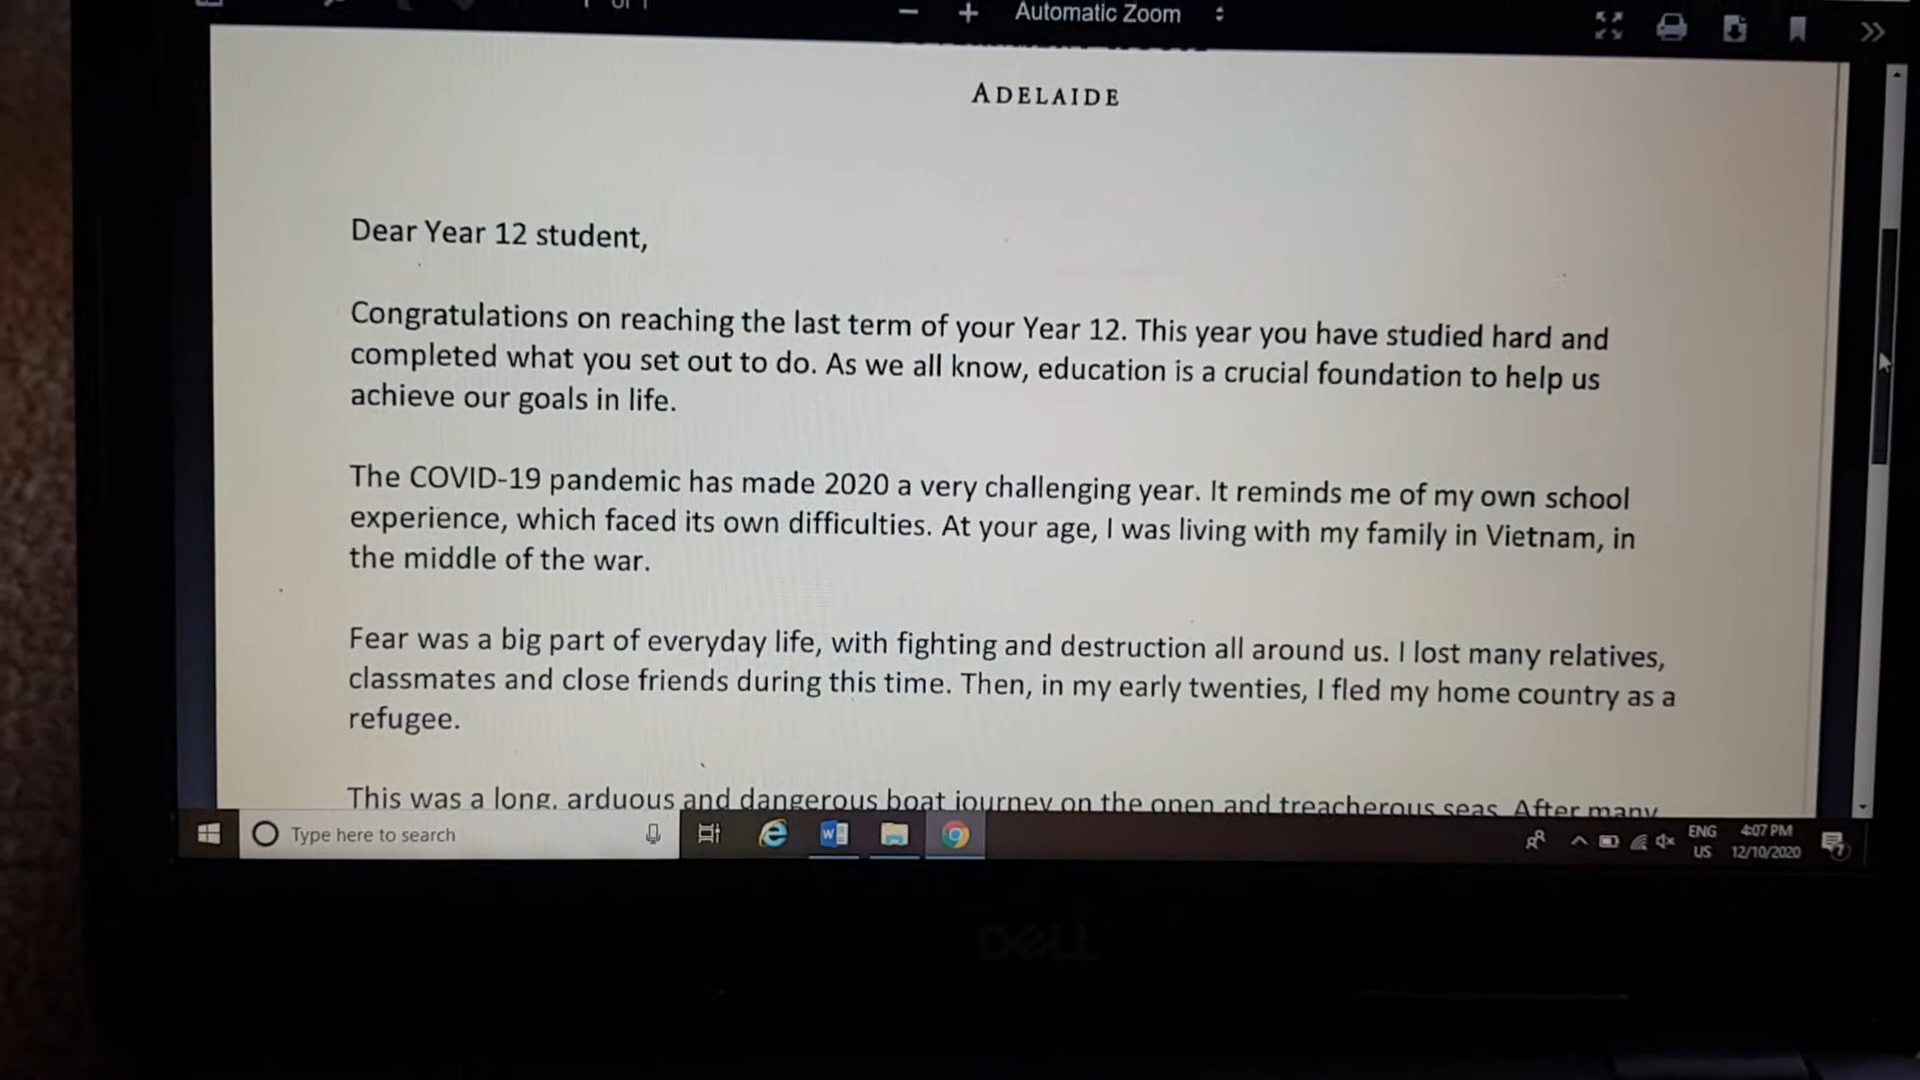 Automatic Zoom
ADELAIDE
Dear Year 12 student,
Congratulations on reaching the last term of your Year 12. This year you have studied hard and
completed what you set out to do. As we all know, education is a crucial foundation to help us
achieve our goals in life.
The COVID-19 pandemic has made 2020 a very challenging year. It reminds me of my own school
experience, which faced its own difficulties. At your age, I was living with my family in Vietnam, in
the middle of the war.
Fear was a big part of everyday life, with fighting and destruction all around us. I lost many relatives,
classmates and close friends during this time. Then, in my early twenties, I fled my home country as a
refugee.
This was a long, arduous and dangerous boat journey on the open and treacherous seas. After many
Type here to search
ENG
US
4:07 PM
12/10/2020
DELL